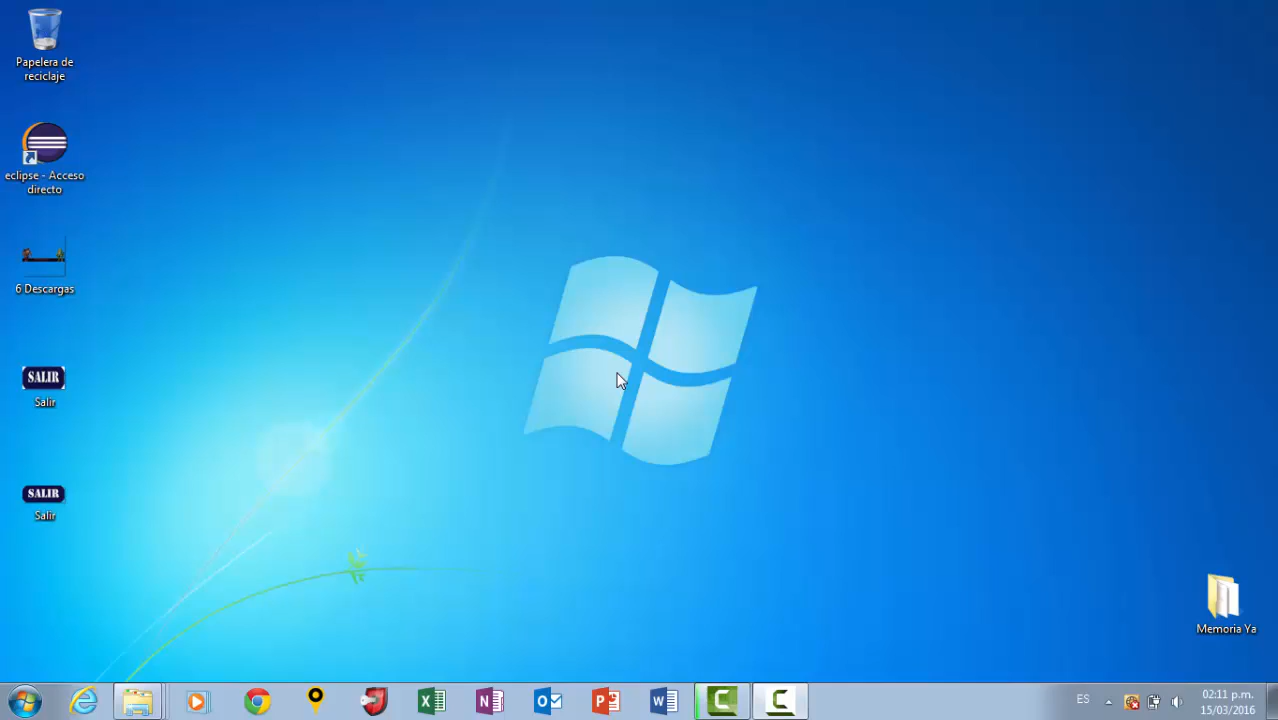 Papelera de
reciclaje
eclipse - Acceso
directo
6 Descargas
SALIR
Salir
SALIR
Salir
Memoria Ya
ES
02:11 p.m.
15/03/2016